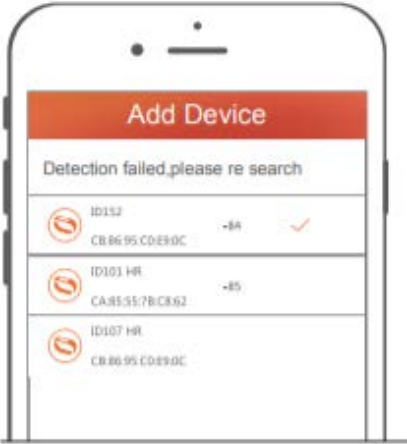 Add Device
Detection failed,please re search
ID152
-84
CB:86:95:C0:E9:0C
ID101 HR
-85
CA:85:55:7B:C8:62
ID107 HR
CB:86:95:C0:E9:0C